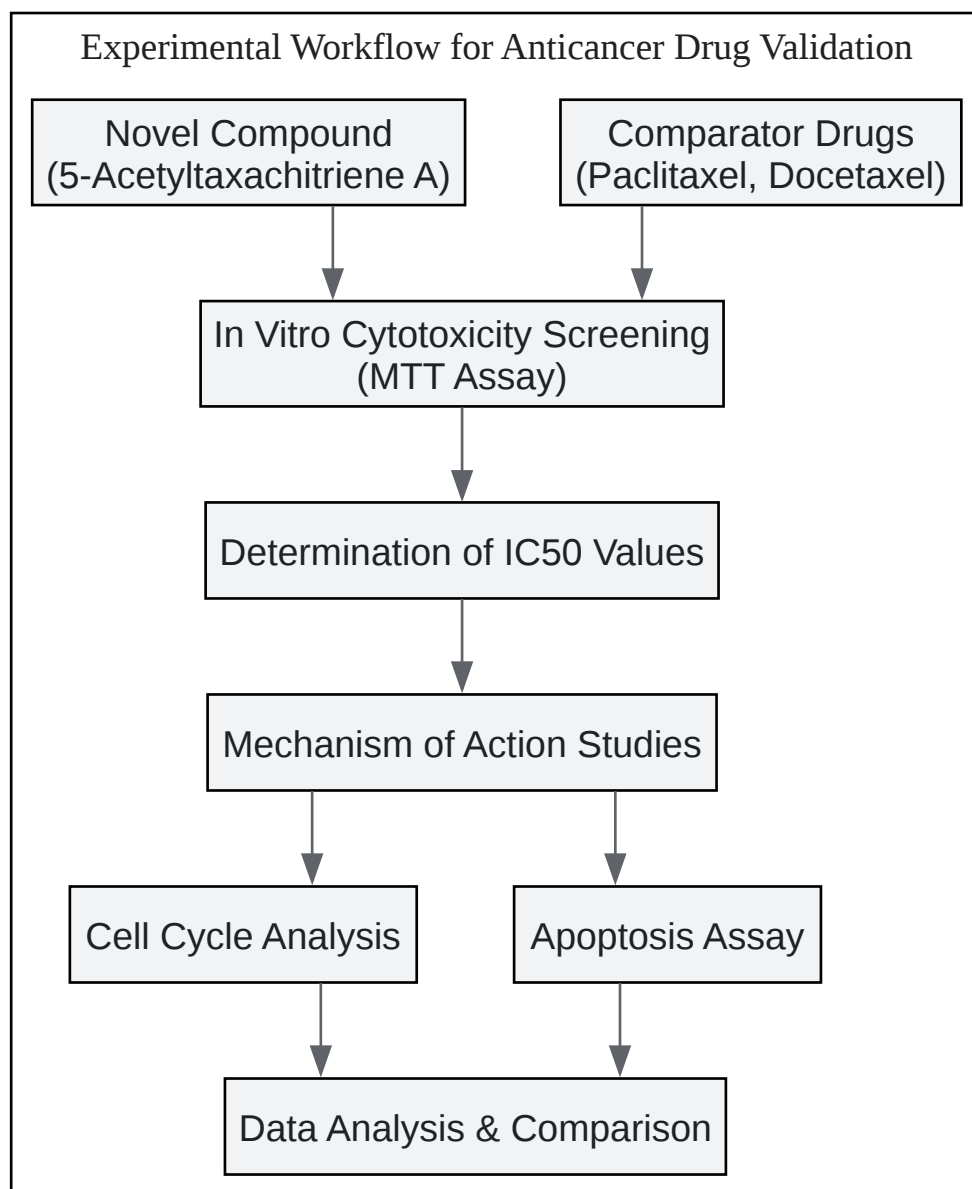 Experimental Workflow for Anticancer Drug Validation
Novel Compound
(5-Acetyltaxachitriene A)
Comparator Drugs
(Paclitaxel, Docetaxel)
In Vitro Cytotoxicity Screening
(MTT Assay)
Determination of IC50 Values
Mechanism of Action Studies
Cell Cycle Analysis
Apoptosis Assay
Data Analysis & Comparison